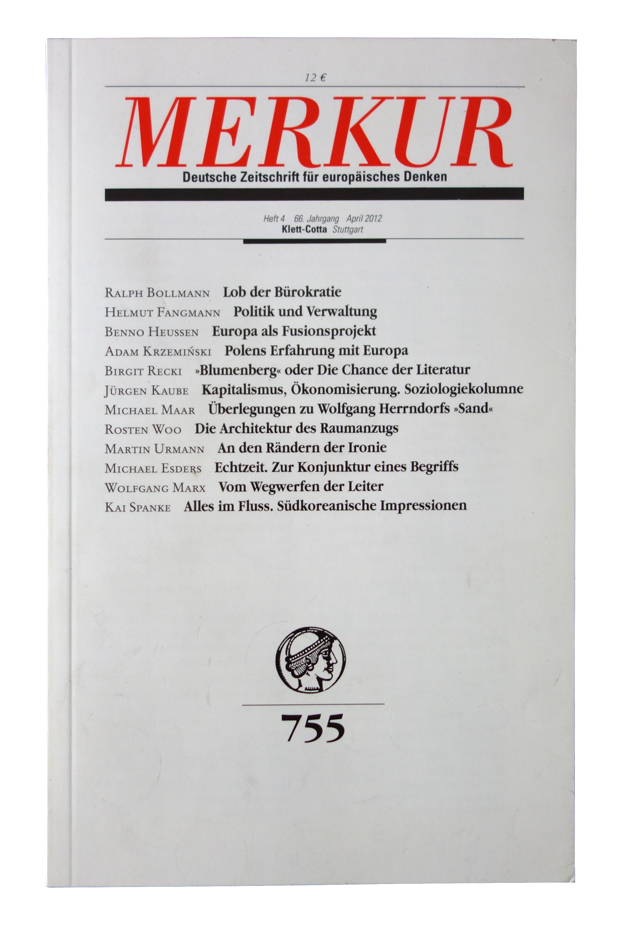 12 €
MERKUR
Deutsche Zeitschrift für europäisches Denken
Heft 4 66. Jahrgang April 2012
Klett-Cotta Stuttgart
RALPH BOLLMANN Lob der Bürokratie
HELMUT FANGMANN Politik und Verwaltung
BENNO HEUSSEN Europa als Fusionsprojekt
ADAM KRZEMIŃSKI Polens Erfahrung mit Europa
BIRGIT RECKI »Blumenberg« oder Die Chance der Literatur
JÜRGEN KAUBE Kapitalismus, Ökonomisierung. Soziologiekolumne
MICHAEL MAAR Überlegungen zu Wolfgang Herrndorfs »Sand«
ROSTEN WOO Die Architektur des Raumanzugs
MARTIN URMANN An den Rändern der Ironie
MICHAEL ESDERS Echtzeit. Zur Konjunktur eines Begriffs
WOLFGANG MARX Vom Wegwerfen der Leiter
KAI SPANKE Alles im Fluss. Südkoreanische Impressionen
755